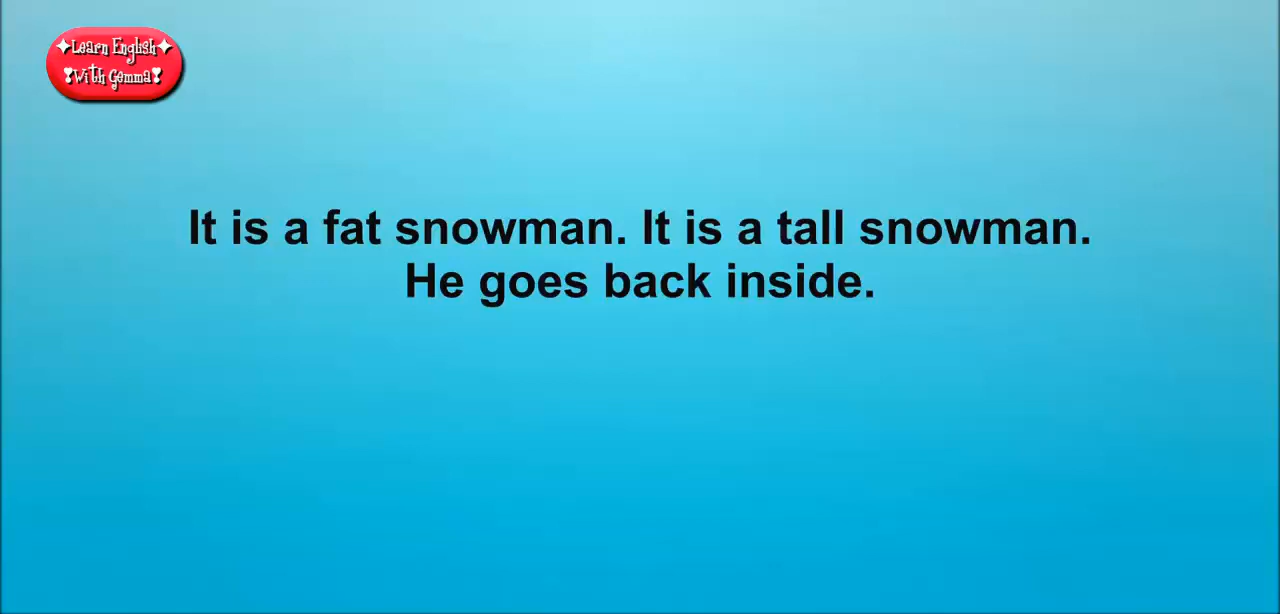 Learn English
With Gemma
It is a fat snowman. It is a tall snowman.
He goes back inside.